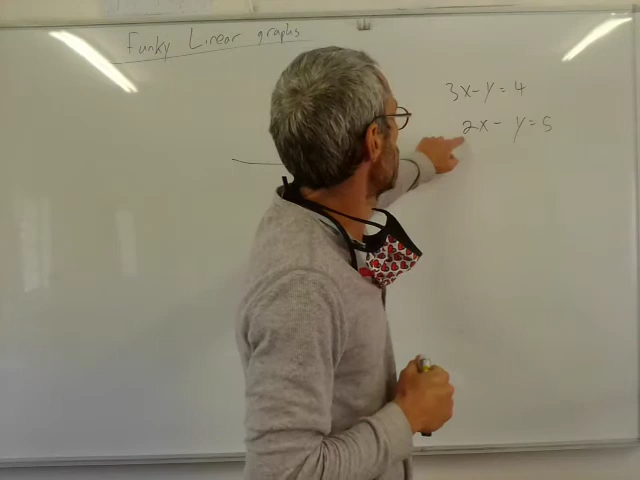 Funky Linear graphs
3x - y = 4
2x - y = 5